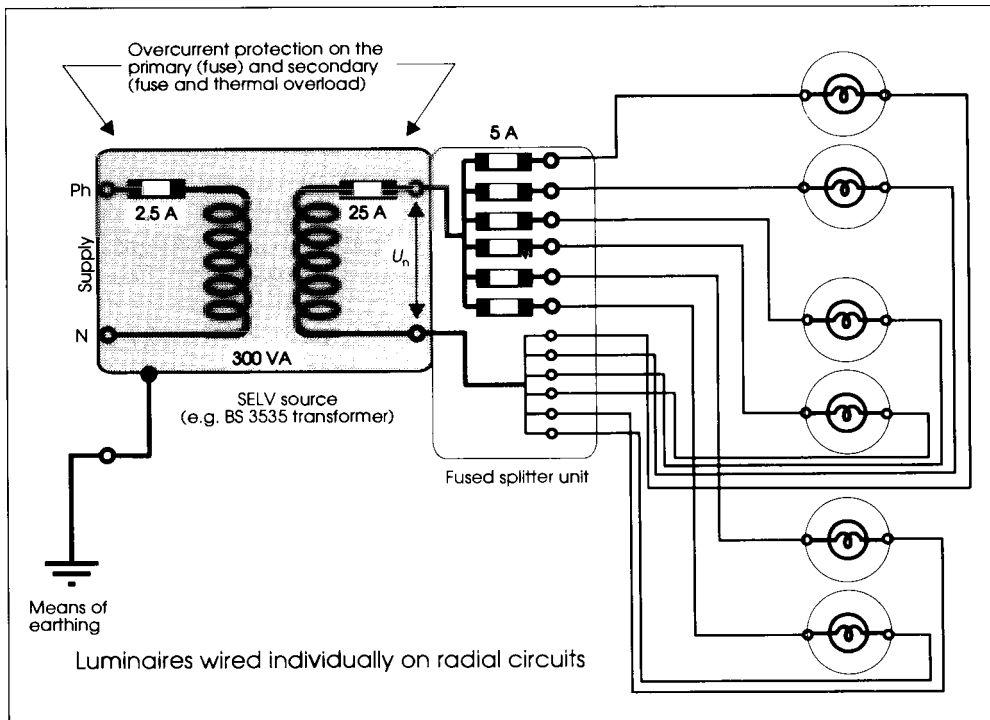 Overcurrent protection on the
primary (fuse) and secondary
(fuse and thermal overload)
5 A
Ph
2.5 A
25 A
Supply
Un
N
300 VA
SELV source
(e.g. BS 3535 transformer)
Fused splitter unit
Means of
earthing
Luminaires wired individually on radial circuits